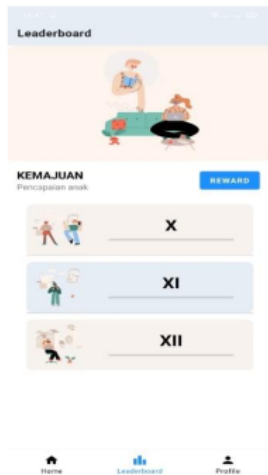 Leaderboard
KEMAJUAN
Pencapaian anak
REWARD
X
XI
XII
Home
Leaderboard
Profile